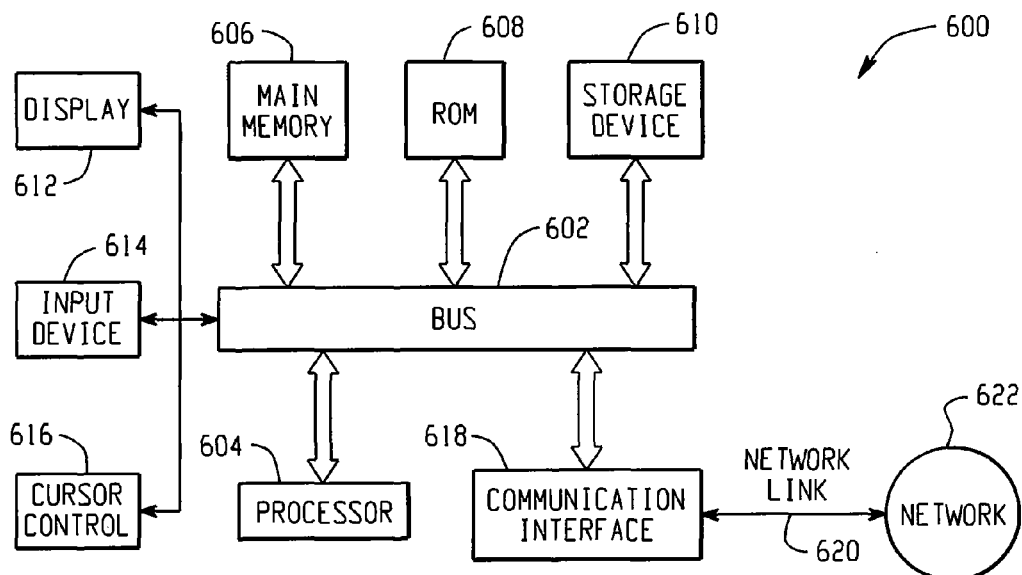 606
608
610
600
DISPLAY
MAIN
MEMORY
ROM
STORAGE
DEVICE
612
614
602
INPUT
DEVICE
BUS
616
604
618
622
CURSOR
CONTROL
PROCESSOR
COMMUNICATION
INTERFACE
NETWORK
LINK
620
NETWORK